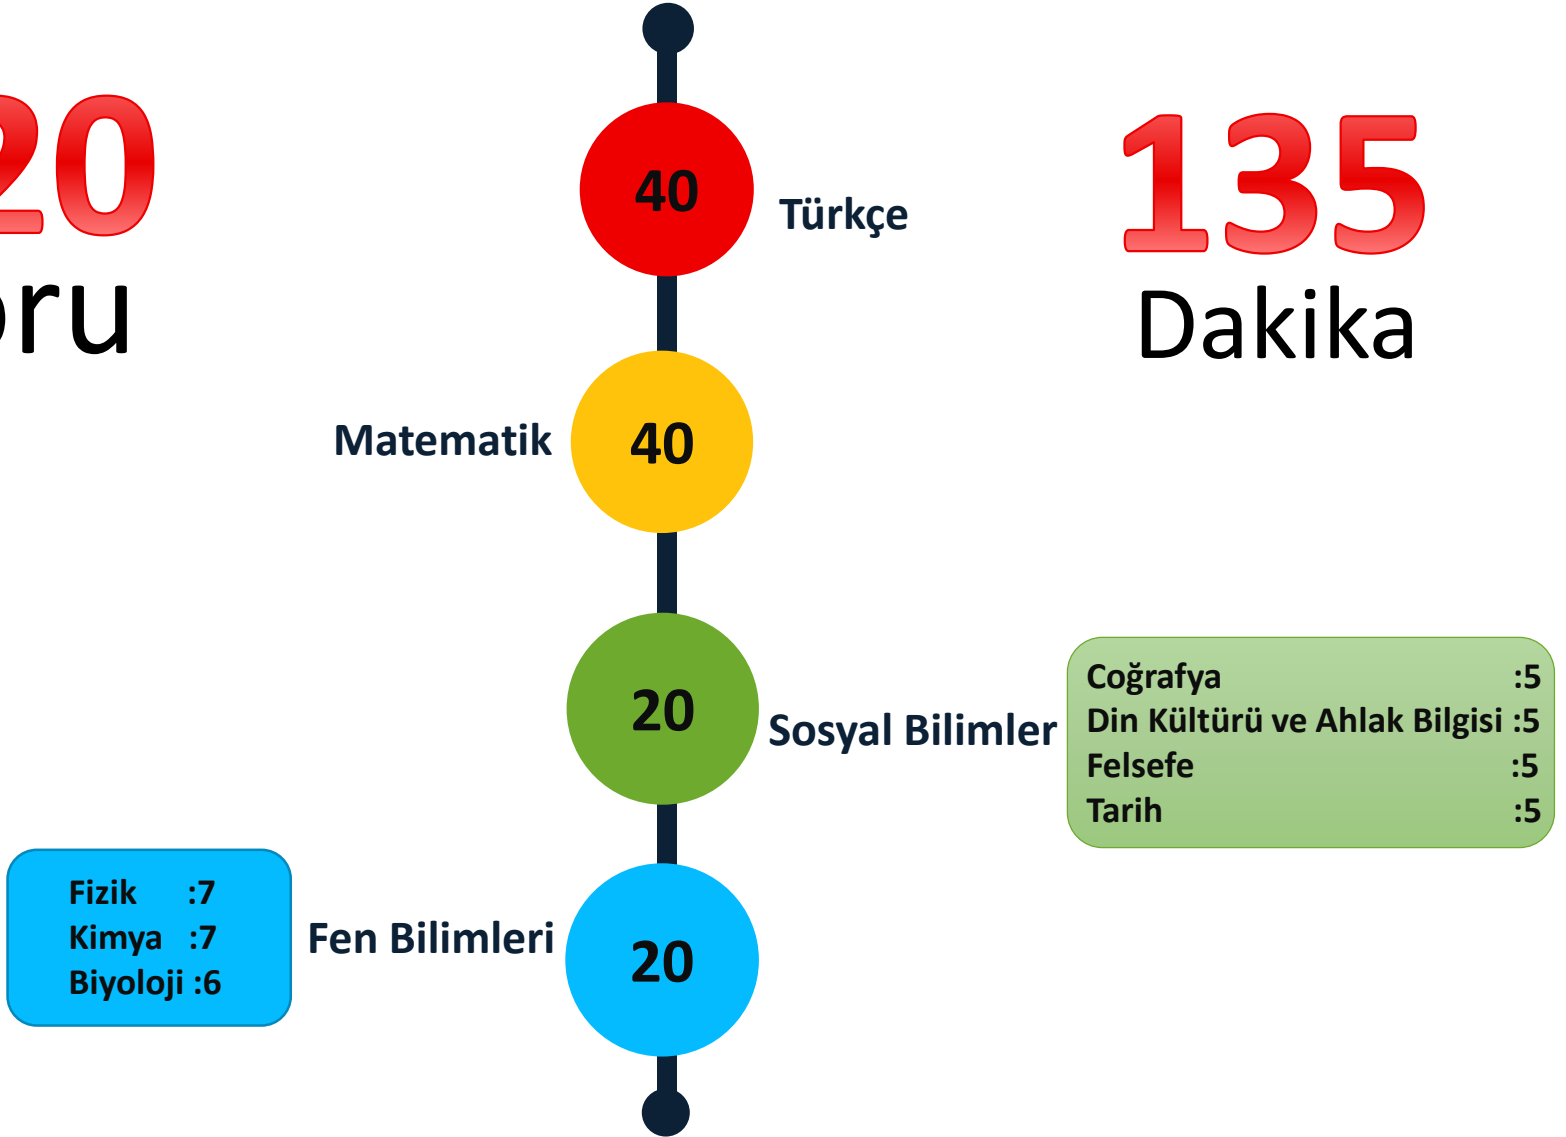 20
oru
40
Türkçe
135
Dakika
Matematik
40
20
Sosyal Bilimler
Coğrafya :5
Din Kültürü ve Ahlak Bilgisi :5
Felsefe :5
Tarih :5
Fizik :7
Kimya :7
Biyoloji :6
Fen Bilimleri
20